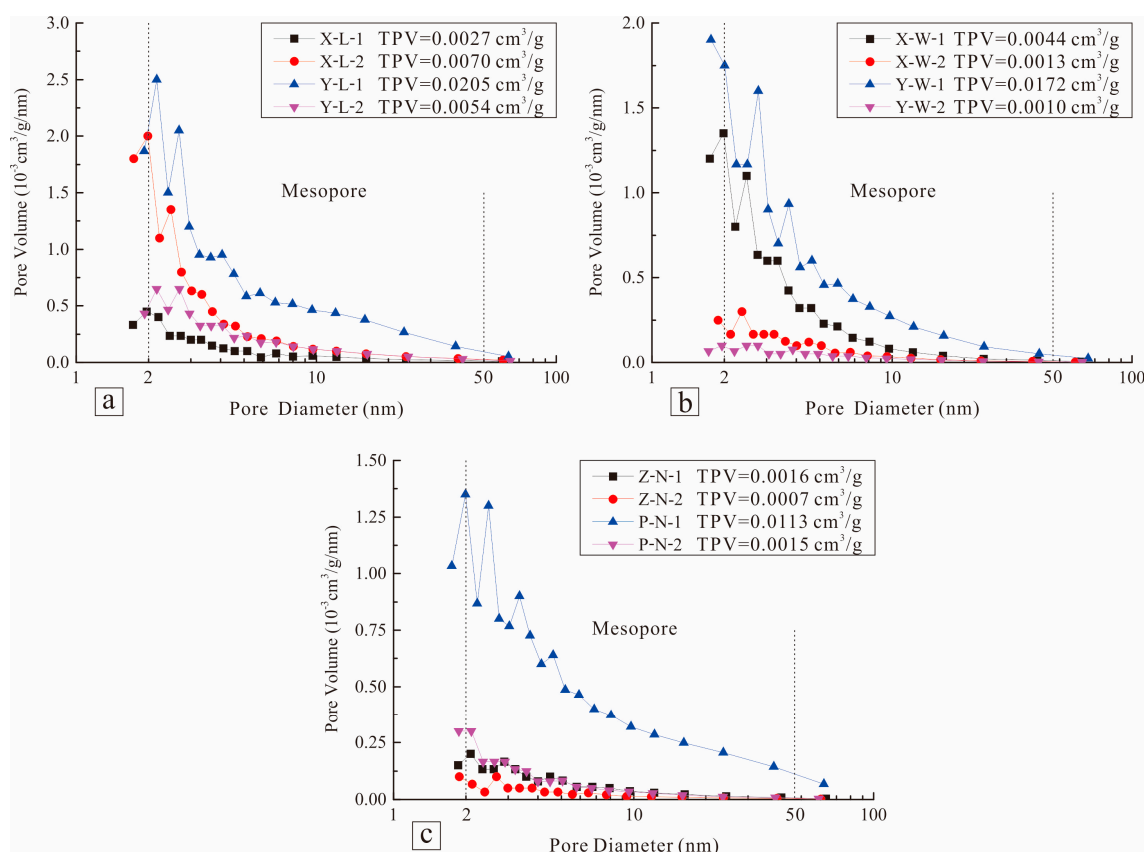 3.0
2.5
2.0
1.5
1.0
0.5
0.0
Pore Volume (10⁻³cm³/g/nm)
X-L-1 TPV=0.0027 cm³/g
X-L-2 TPV=0.0070 cm³/g
Y-L-1 TPV=0.0205 cm³/g
Y-L-2 TPV=0.0054 cm³/g
Mesopore
1 2 10 50 100
a
Pore Diameter (nm)
2.0
1.5
1.0
0.5
0.0
Pore Volume (10⁻³cm³/g/nm)
X-W-1 TPV=0.0044 cm³/g
X-W-2 TPV=0.0013 cm³/g
Y-W-1 TPV=0.0172 cm³/g
Y-W-2 TPV=0.0010 cm³/g
Mesopore
1 2 10 50 100
b
Pore Diameter (nm)
1.50
1.25
1.00
0.75
0.50
0.25
0.00
Pore Volume (10⁻³cm³/g/nm)
Z-N-1 TPV=0.0016 cm³/g
Z-N-2 TPV=0.0007 cm³/g
P-N-1 TPV=0.0113 cm³/g
P-N-2 TPV=0.0015 cm³/g
Mesopore
1 2 10 50 100
c
Pore Diameter (nm)